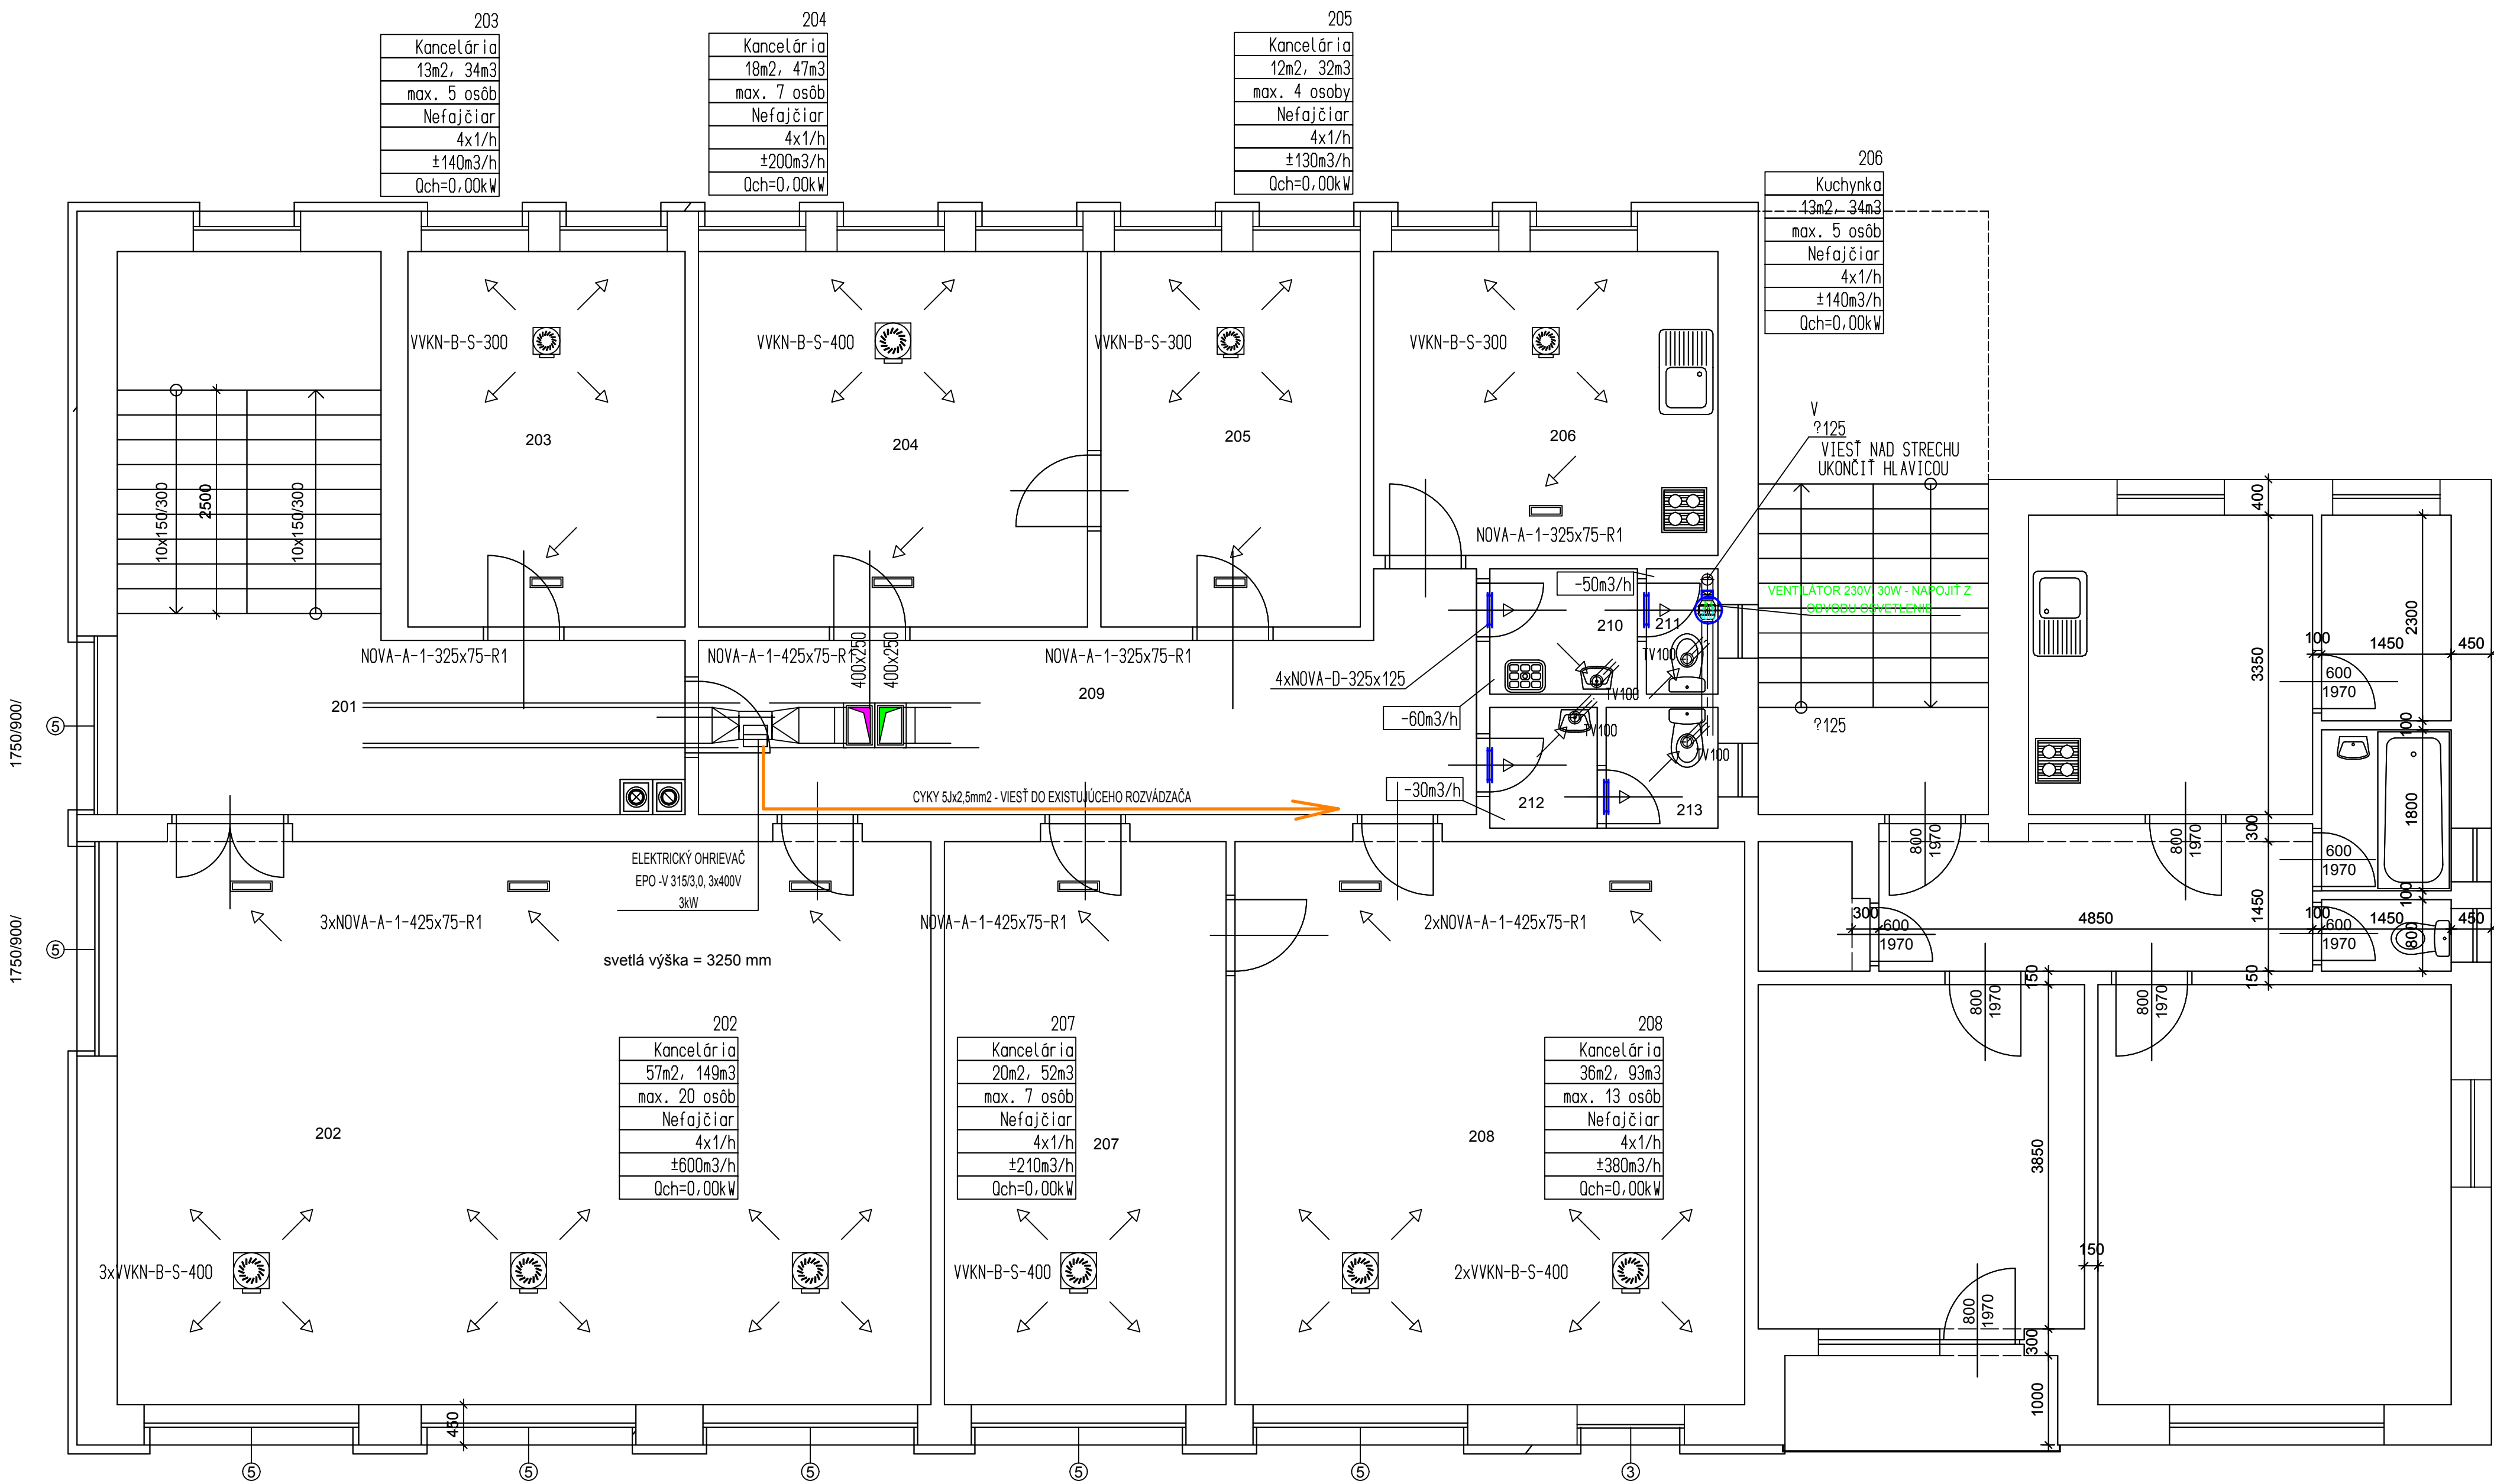 203
Kancelária
13m2, 34m3
max. 5 osôb
Nefajčiar
4x1/h
±140m3/h
Qch=0,00kW
204
Kancelária
18m2, 47m3
max. 7 osôb
Nefajčiar
4x1/h
±200m3/h
Qch=0,00kW
205
Kancelária
12m2, 32m3
max. 4 osoby
Nefajčiar
4x1/h
±130m3/h
Qch=0,00kW
206
Kuchynka
13m2, 34m3
max. 5 osôb
Nefajčiar
4x1/h
±140m3/h
Qch=0,00kW
VVKN-B-S-300
VVKN-B-S-400
VVKN-B-S-300
VVKN-B-S-300
203
204
205
206
V
?125
VIESŤ NAD STRECHU
UKONČIŤ HLAVICOU
10x150/300
2500
10x150/300
NOVA-A-1-325x75-R1
400
VENTILÁTOR 230V/ 30W - NAPOJIŤ Z
OBVODU OSVETLENIE
-50m3/h
210
211
2300
NOVA-A-1-325x75-R1
NOVA-A-1-425x75-R1
400x250
400x250
NOVA-A-1-325x75-R1
4xNOVA-D-325x125
TV100
TV100
3350
100
1450
450
600
1970
201
209
-60m3/h
TV100
TV100
?125
100
1750/900/
5
CYKY 5Jx2,5mm2 - VIESŤ DO EXISTUJÚCEHO ROZVÁDZAČA
-30m3/h
212
213
1800
300
800
1970
800
1970
600
1970
ELEKTRICKÝ OHRIEVAČ
EPO -V 315/3,0, 3x400V
3kW
100
1750/900/
5
3xNOVA-A-1-425x75-R1
NOVA-A-1-425x75-R1
2xNOVA-A-1-425x75-R1
300
600
1970
4850
1450
100
600
1970
1450
800
450
svetlá výška = 3250 mm
150
150
800
1970
800
1970
202
Kancelária
57m2, 149m3
max. 20 osôb
Nefajčiar
4x1/h
±600m3/h
Qch=0,00kW
207
Kancelária
20m2, 52m3
max. 7 osôb
Nefajčiar
4x1/h
±210m3/h
Qch=0,00kW
208
Kancelária
36m2, 93m3
max. 13 osôb
Nefajčiar
4x1/h
±380m3/h
Qch=0,00kW
202
207
208
3850
150
3xVVKN-B-S-400
VVKN-B-S-400
2xVVKN-B-S-400
800
1970
300
1000
450
5
5
5
5
5
3